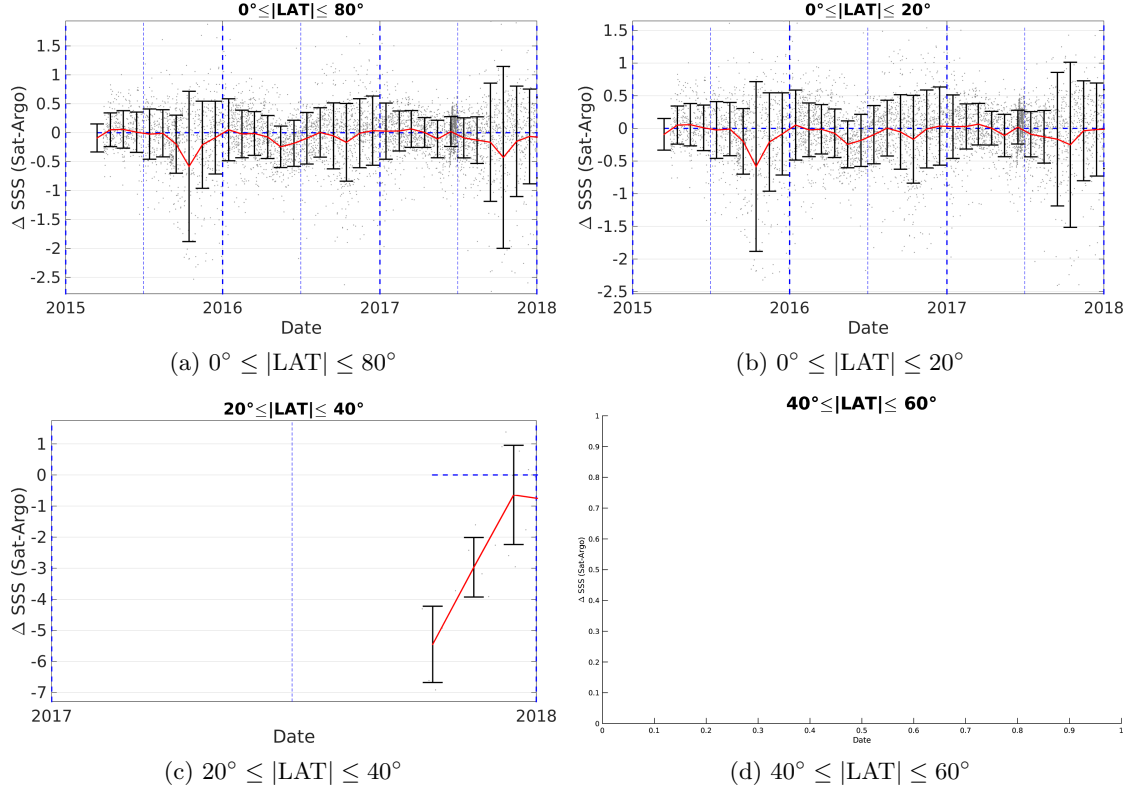 0°≤|LAT|≤ 80°
Δ SSS (Sat-Argo)
1.5
1
0.5
0
-0.5
-1
-1.5
-2
-2.5
2015 2016 2017 2018
Date
(a) 0° ≤ |LAT| ≤ 80°
0°≤|LAT|≤ 20°
Δ SSS (Sat-Argo)
1.5
1
0.5
0
-0.5
-1
-1.5
-2
-2.5
2015 2016 2017 2018
Date
(b) 0° ≤ |LAT| ≤ 20°
20°≤|LAT|≤ 40°
Δ SSS (Sat-Argo)
1
0
-1
-2
-3
-4
-5
-6
-7
2017 2018
Date
(c) 20° ≤ |LAT| ≤ 40°
40°≤|LAT|≤ 60°
Δ SSS (Sat-Argo)
1
0.9
0.8
0.7
0.6
0.5
0.4
0.3
0.2
0.1
0
0 0.1 0.2 0.3 0.4 0.5 0.6 0.7 0.8 0.9 1
Date
(d) 40° ≤ |LAT| ≤ 60°